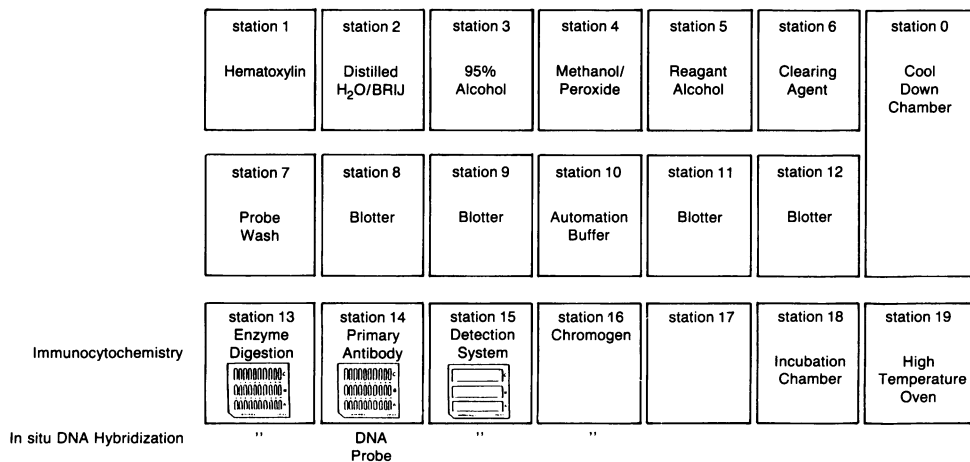 station 1
Hematoxylin
station 2
Distilled
H₂O/BRIJ
station 3
95%
Alcohol
station 4
Methanol/
Peroxide
station 5
Reagant
Alcohol
station 6
Clearing
Agent
station 0
Cool
Down
Chamber
station 7
Probe
Wash
station 8
Blotter
station 9
Blotter
station 10
Automation
Buffer
station 11
Blotter
station 12
Blotter
Immunocytochemistry
station 13
Enzyme
Digestion
station 14
Primary
Antibody
station 15
Detection
System
station 16
Chromogen
station 17
station 18
Incubation
Chamber
station 19
High
Temperature
Oven
In situ DNA Hybridization
"
DNA
Probe
"
"